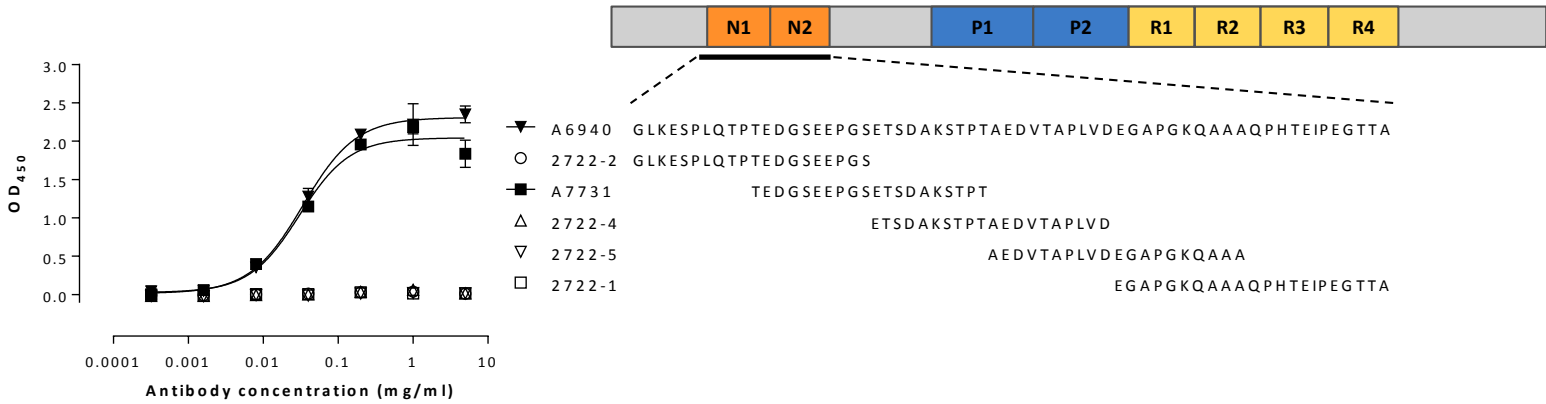 N1 N2 P1 P2 R1 R2 R3 R4
3.0
2.5
2.0
1.5
1.0
0.5
0.0
OD450
0.0001 0.001 0.01 0.1 1 10
Antibody concentration (mg/ml)
A6940 GLKESPLQTPTEDGSEEPGSETSDAKSTPTAEDVTAPLVDEGAPGKQAAAQPHTEIPEGTTA
2722-2 GLKESPLQTPTEDGSEEPGS
A7731 TEDGSEEPGSETSDAKSTPT
2722-4 ETSDAKSTPTAEDVTAPLVD
2722-5 AEDVTAPLVDEGAPGKQAAA
2722-1 EGAPGKQAAAQPHTEIPEGTTA